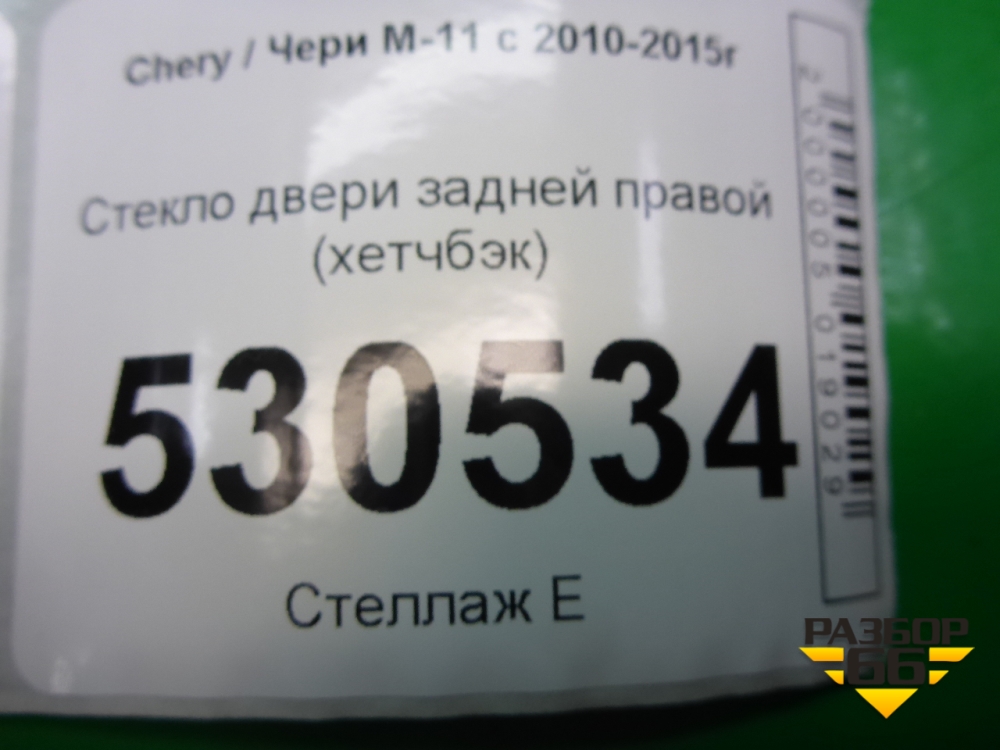 Chery / Чери М-11 с 2010-2015г
Стекло двери задней правой
(хетчбэк)
530534
Стеллаж Е
2000005019029
РАЗБОР
66